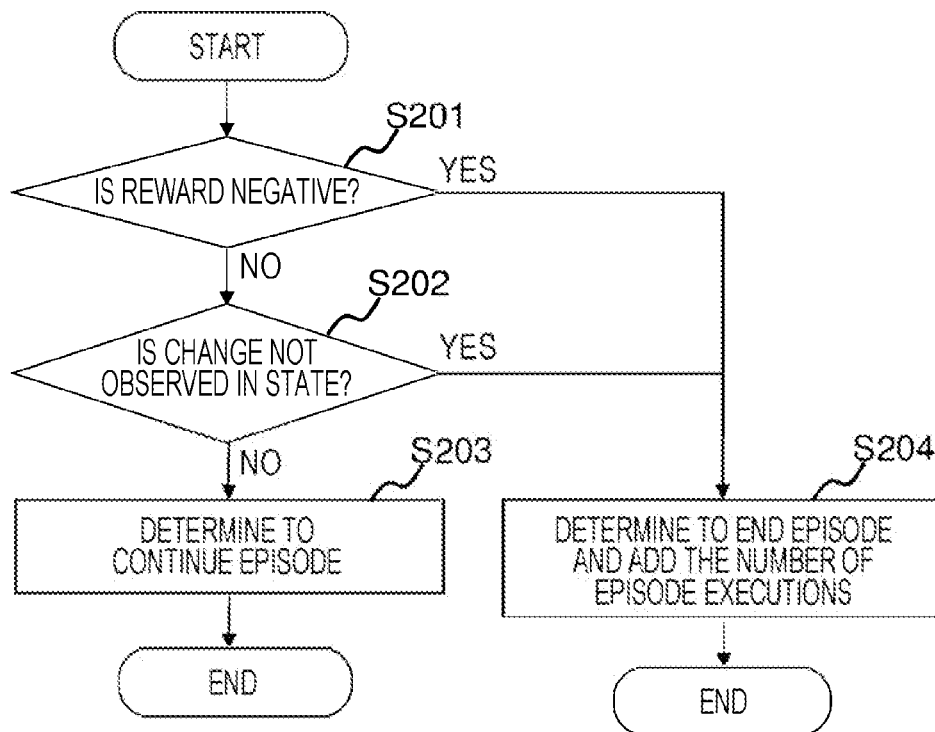 START
S201
IS REWARD NEGATIVE?
YES
NO
S202
IS CHANGE NOT
OBSERVED IN STATE?
YES
NO
S203
DETERMINE TO
CONTINUE EPISODE
END
S204
DETERMINE TO END EPISODE
AND ADD THE NUMBER OF
EPISODE EXECUTIONS
END